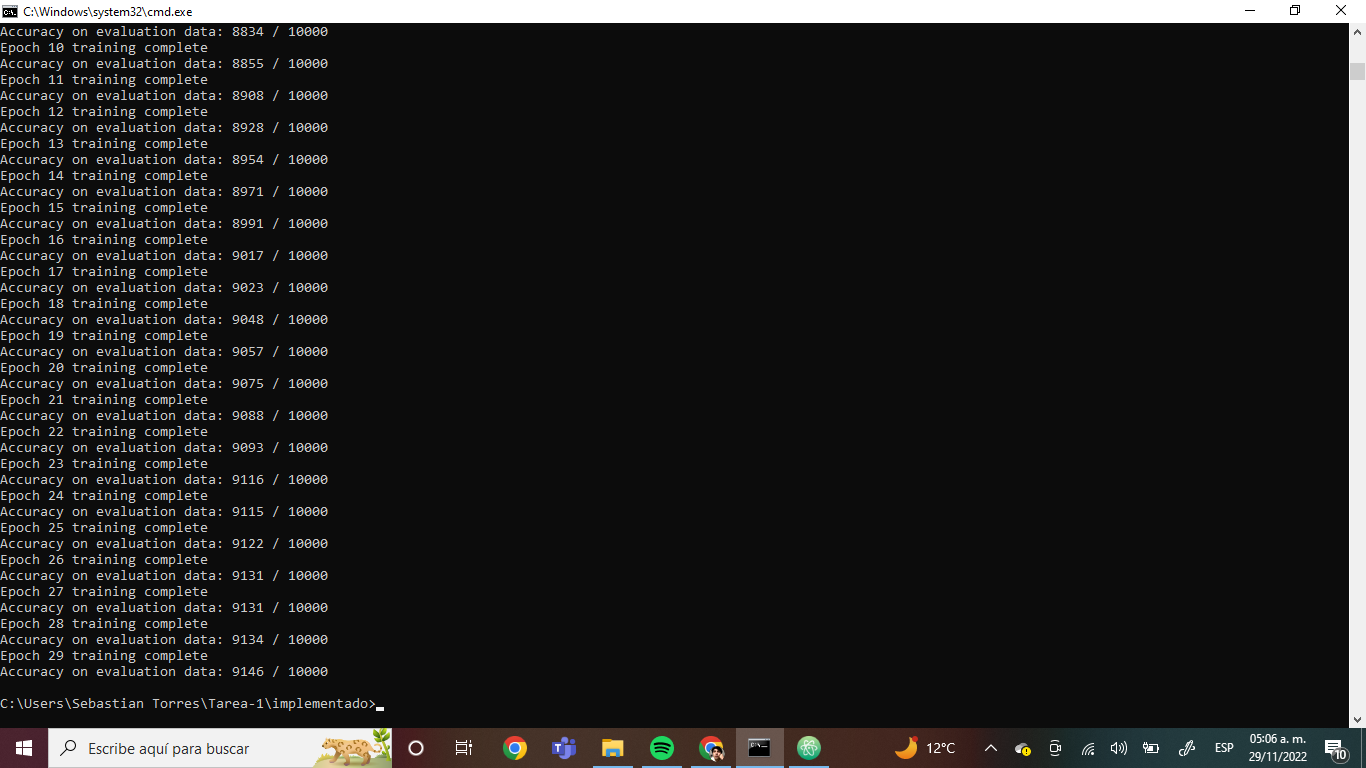 C:\Windows\system32\cmd.exe
Accuracy on evaluation data: 8834 / 10000
Epoch 10 training complete
Accuracy on evaluation data: 8855 / 10000
Epoch 11 training complete
Accuracy on evaluation data: 8908 / 10000
Epoch 12 training complete
Accuracy on evaluation data: 8928 / 10000
Epoch 13 training complete
Accuracy on evaluation data: 8954 / 10000
Epoch 14 training complete
Accuracy on evaluation data: 8971 / 10000
Epoch 15 training complete
Accuracy on evaluation data: 8991 / 10000
Epoch 16 training complete
Accuracy on evaluation data: 9017 / 10000
Epoch 17 training complete
Accuracy on evaluation data: 9023 / 10000
Epoch 18 training complete
Accuracy on evaluation data: 9048 / 10000
Epoch 19 training complete
Accuracy on evaluation data: 9057 / 10000
Epoch 20 training complete
Accuracy on evaluation data: 9075 / 10000
Epoch 21 training complete
Accuracy on evaluation data: 9088 / 10000
Epoch 22 training complete
Accuracy on evaluation data: 9093 / 10000
Epoch 23 training complete
Accuracy on evaluation data: 9116 / 10000
Epoch 24 training complete
Accuracy on evaluation data: 9115 / 10000
Epoch 25 training complete
Accuracy on evaluation data: 9122 / 10000
Epoch 26 training complete
Accuracy on evaluation data: 9131 / 10000
Epoch 27 training complete
Accuracy on evaluation data: 9131 / 10000
Epoch 28 training complete
Accuracy on evaluation data: 9134 / 10000
Epoch 29 training complete
Accuracy on evaluation data: 9146 / 10000
C:\Users\Sebastian Torres\Tarea-1\implementado>
Escribe aquí para buscar
12°C
ESP
05:06 a. m.
29/11/2022
10